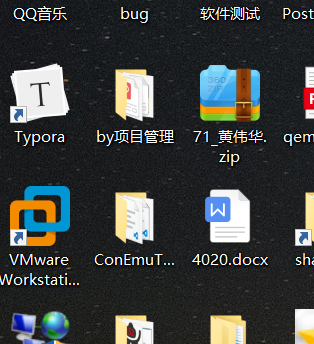 QQ音乐
bug
软件测试
Post
Typora
by项目管理
71_黄伟华.
zip
qem
VMware
Workstati...
ConEmuT...
4020.docx
sha